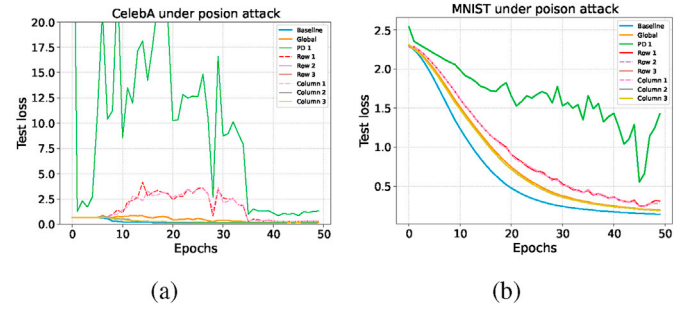 CelebA under posion attack
20.0
17.5
15.0
12.5
10.0
7.5
5.0
2.5
0.0
Test loss
0 10 20 30 40 50
Epochs
Baseline
Global
PD 1
Row 1
Row 2
Row 3
Column 1
Column 2
Column 3
(a)
MNIST under poison attack
2.5
2.0
1.5
1.0
0.5
Test loss
0 10 20 30 40 50
Epochs
Baseline
Global
PD 1
Row 1
Row 2
Row 3
Column 1
Column 2
Column 3
(b)